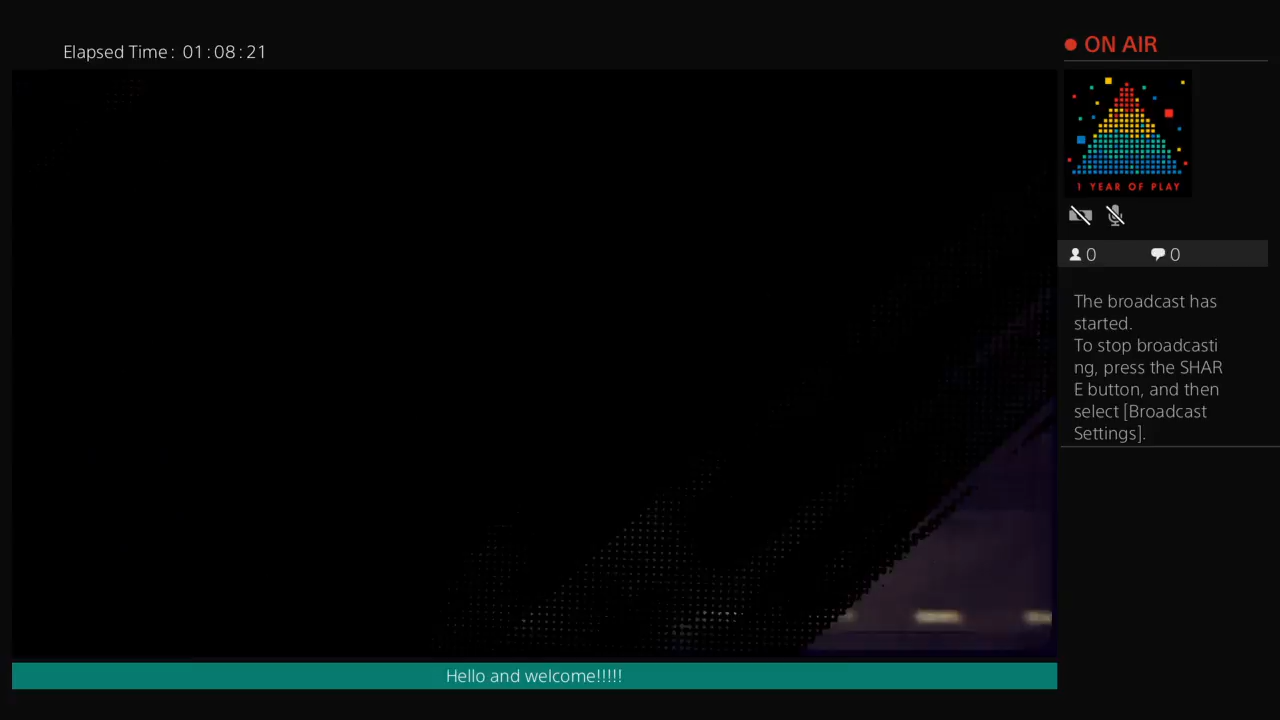 Elapsed Time: 01:08:21
ON AIR
1 YEAR OF PLAY
0 0
The broadcast has
started.
To stop broadcasti
ng, press the SHAR
E button, and then
select [Broadcast
Settings].
Hello and welcome!!!!!